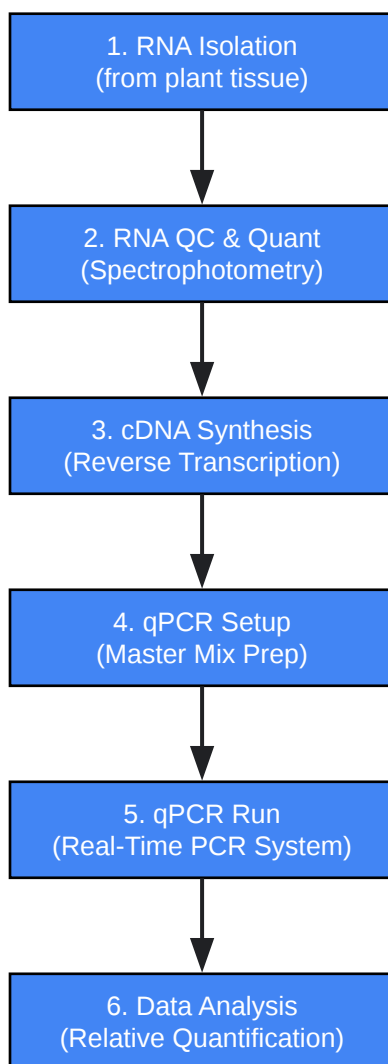 1. RNA Isolation
(from plant tissue)
2. RNA QC & Quant
(Spectrophotometry)
3. cDNA Synthesis
(Reverse Transcription)
4. qPCR Setup
(Master Mix Prep)
5. qPCR Run
(Real-Time PCR System)
6. Data Analysis
(Relative Quantification)